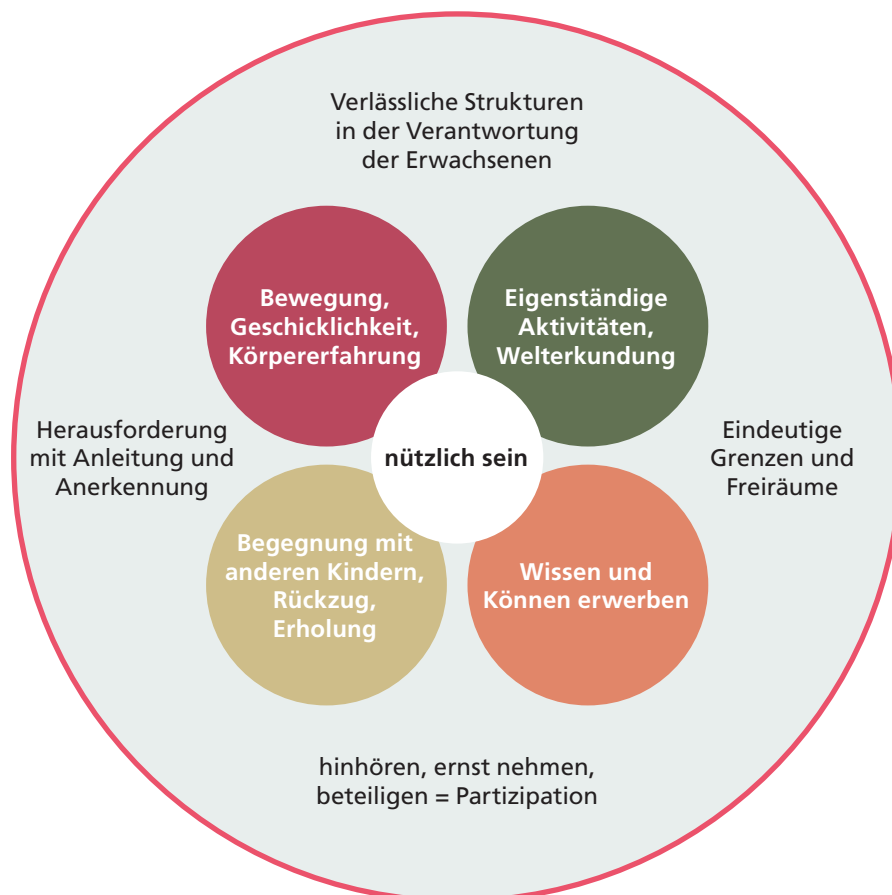 Verlässliche Strukturen
in der Verantwortung
der Erwachsenen
Bewegung,
Geschicklichkeit,
Körpererfahrung
Eigenständige
Aktivitäten,
Welterkundung
Herausforderung
mit Anleitung und
Anerkennung
nützlich sein
Eindeutige
Grenzen und
Freiräume
Begegnung mit
anderen Kindern,
Rückzug,
Erholung
Wissen und
Können erwerben
hinhören, ernst nehmen,
beteiligen = Partizipation